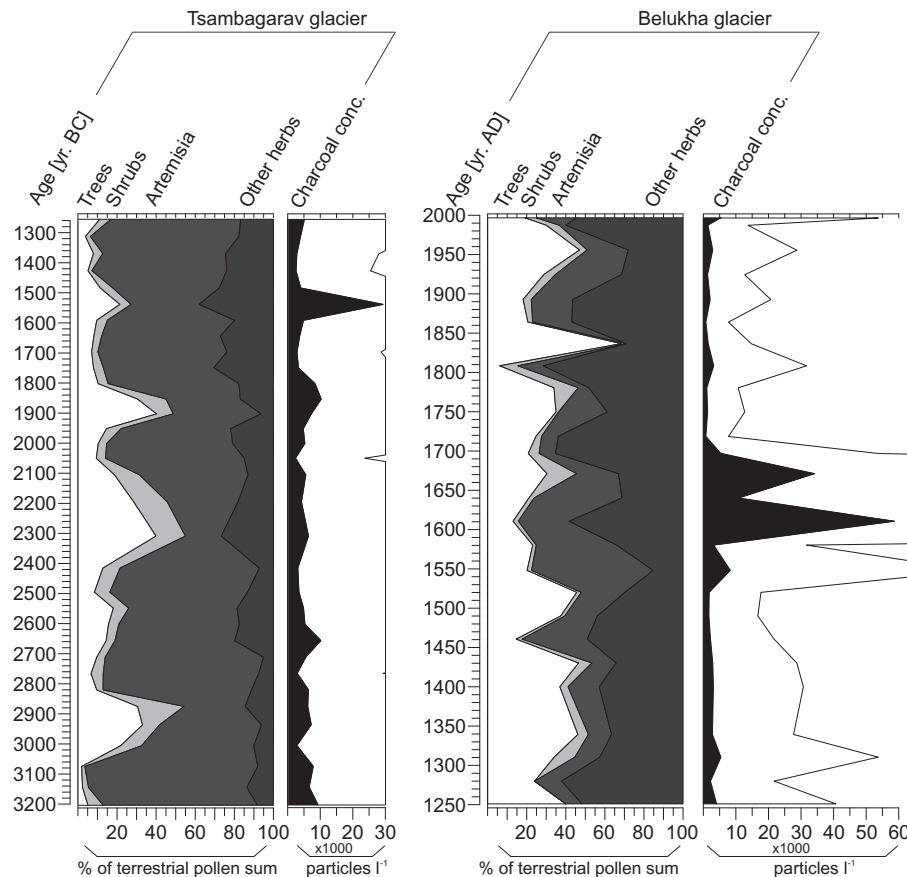 Tsambagarav glacier
Belukha glacier
Age [yr. BC]
Trees
Shrubs
Artemisia
Other herbs
Charcoal conc.
Age [yr. AD]
Trees
Shrubs
Artemisia
Other herbs
Charcoal conc.
1300
1400
1500
1600
1700
1800
1900
2000
2100
2200
2300
2400
2500
2600
2700
2800
2900
3000
3100
3200
2000
1950
1900
1850
1800
1750
1700
1650
1600
1550
1500
1450
1400
1350
1300
1250
20 40 60 80 100
10 20 30
20 40 60 80 100
10 20 30 40 50 60
x1000
x1000
% of terrestrial pollen sum
particles l⁻¹
% of terrestrial pollen sum
particles l⁻¹